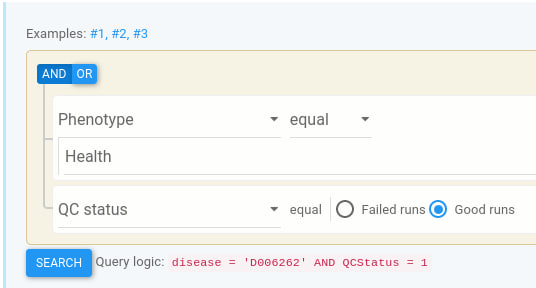 Examples: #1, #2, #3
AND OR
Phenotype equal
Health
QC status equal Failed runs Good runs
SEARCH Query logic: disease = 'D006262' AND QCStatus = 1